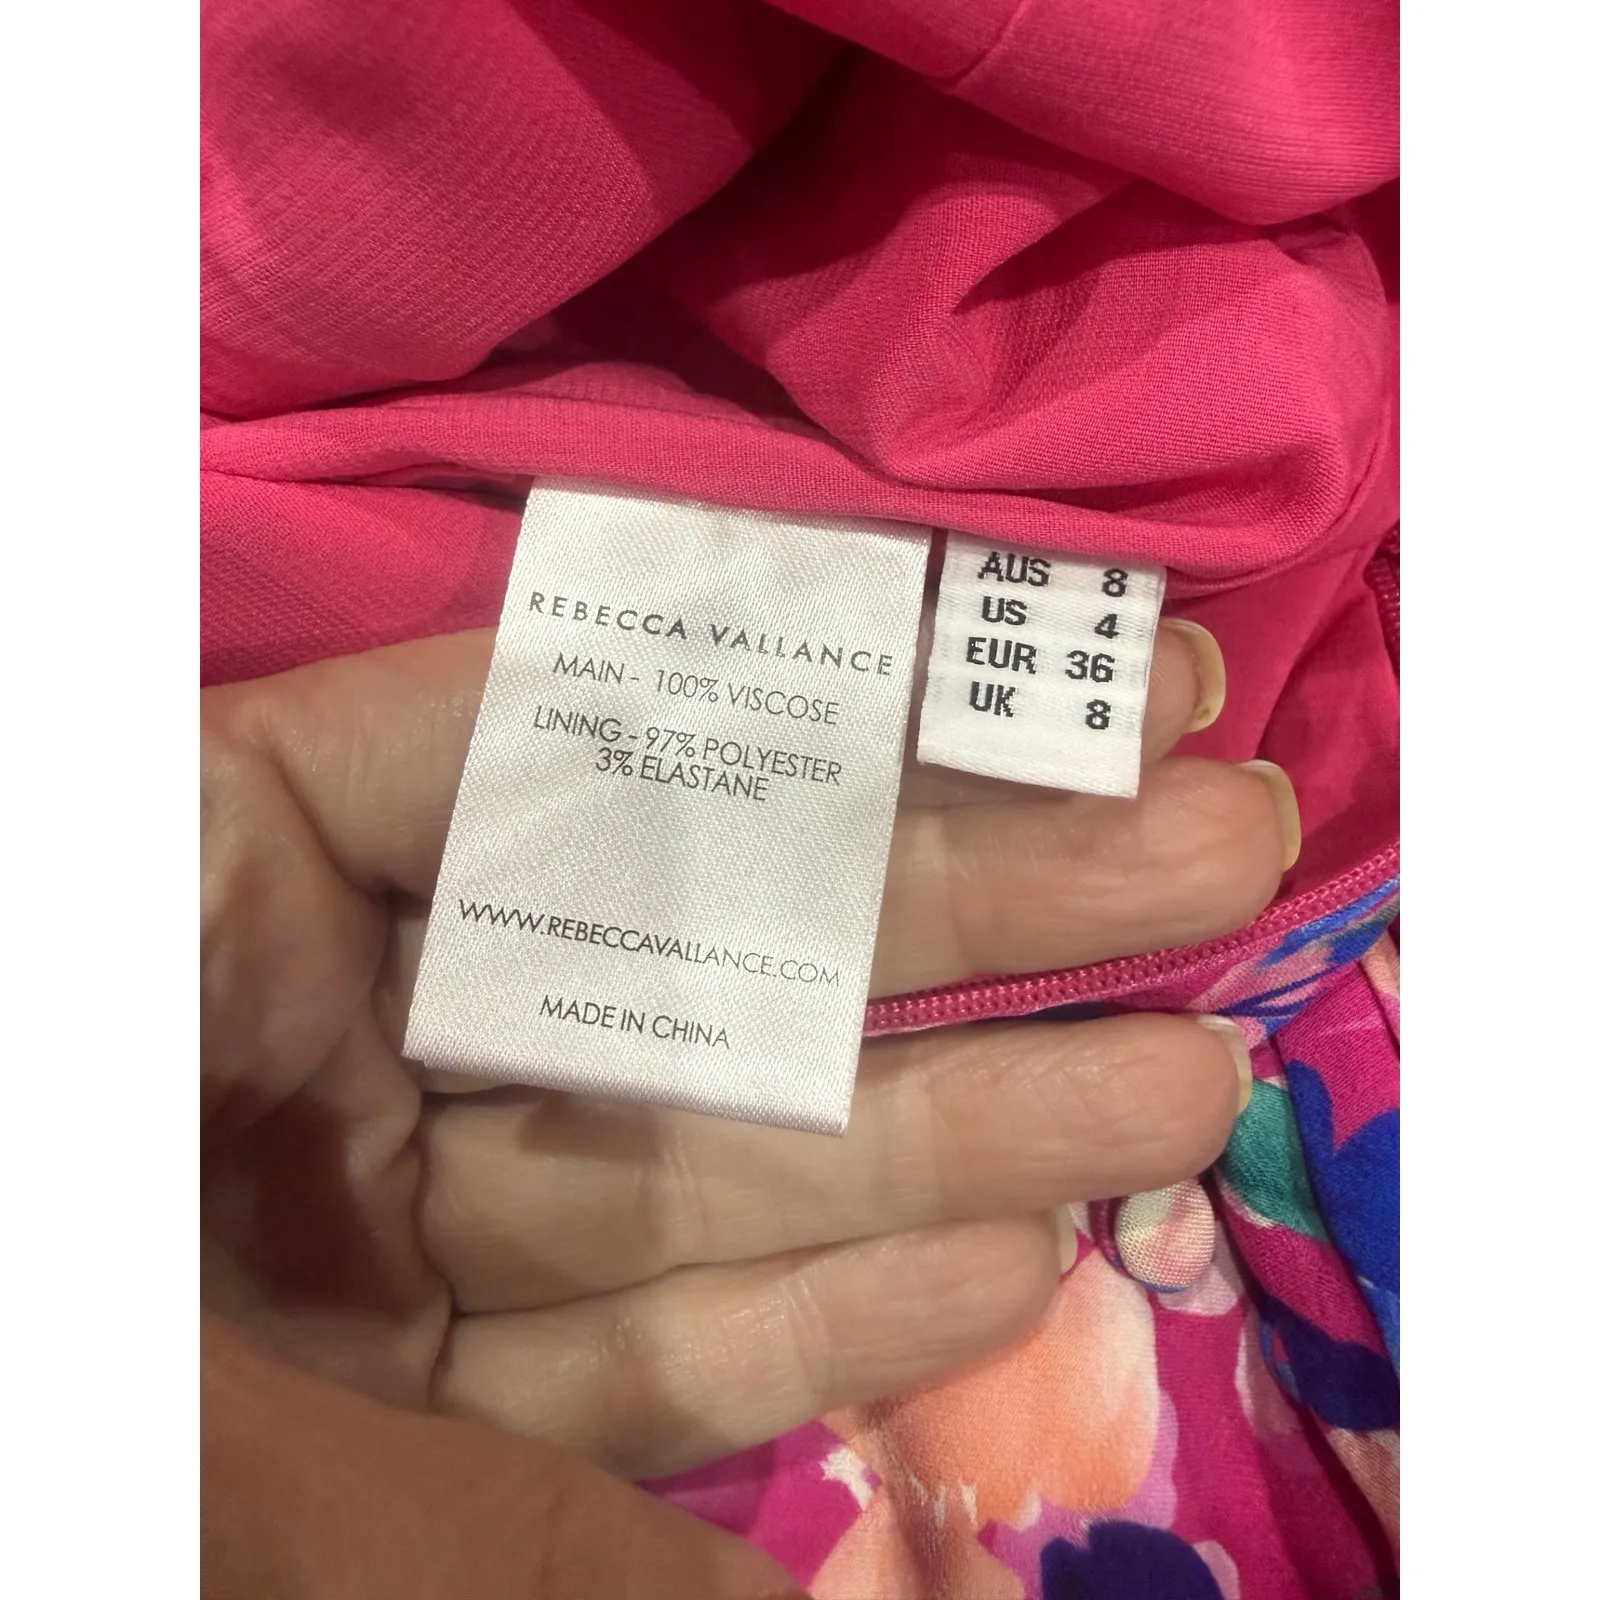 REBECCA VALLANCE
MAIN - 100% VISCOSE
LINING - 97% POLYESTER
3% ELASTANE
WWW.REBECCAVALLANCE.COM
MADE IN CHINA
AUS 8
US 4
EUR 36
UK 8